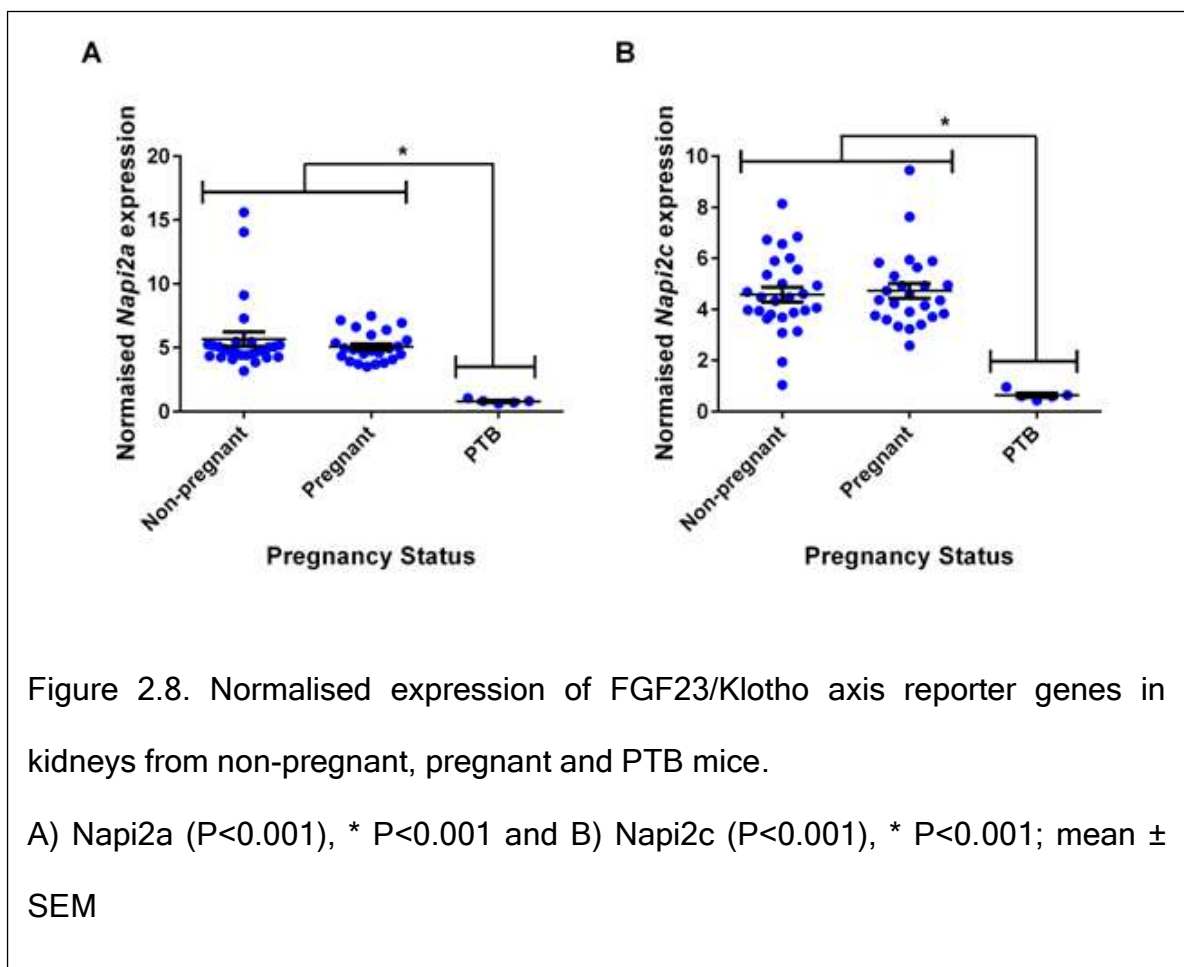 A
B
Normaised Napi2a expression
20
15
10
5
0
*
Non-pregnant
Pregnant
PTB
Pregnancy Status
Normalised Napi2c expression
10
8
6
4
2
0
*
Non-pregnant
Pregnant
PTB
Pregnancy Status
Figure 2.8. Normalised expression of FGF23/Klotho axis reporter genes in
kidneys from non-pregnant, pregnant and PTB mice.
A) Napi2a (P<0.001), * P<0.001 and B) Napi2c (P<0.001), * P<0.001; mean ±
SEM